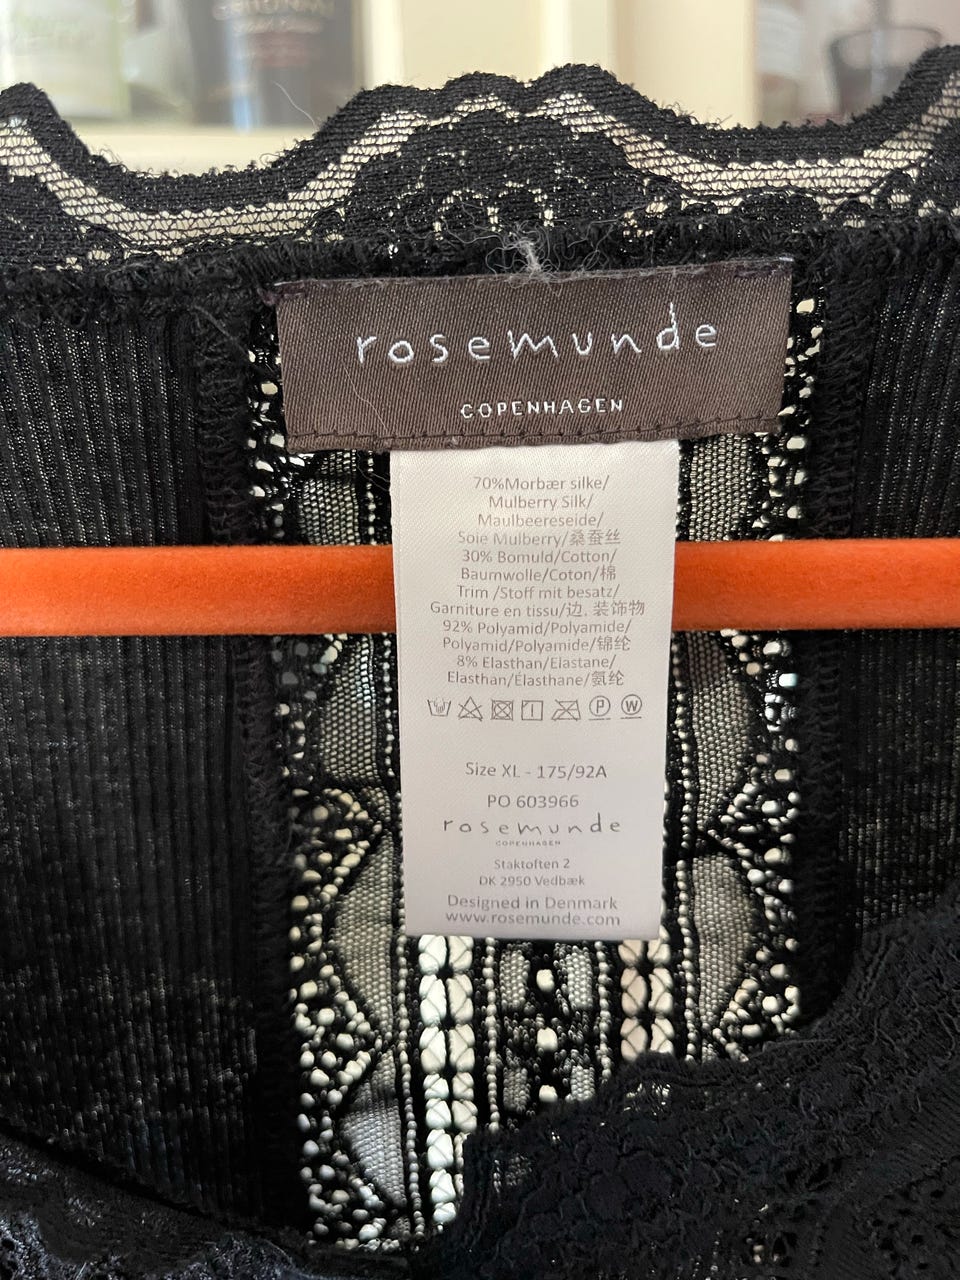 rosemunde
COPENHAGEN
70%Morbær silke/
Mulberry Silk/
Maulbeereseide/
Soie Mulberry/桑蚕丝
30% Bomuld/Cotton/
Baumwolle/Coton/棉
Trim /Stoff mit besatz/
Garniture en tissu/边, 装饰物
92% Polyamid/Polyamide/
Polyamid/Polyamide/锦纶
8% Elasthan/Elastane/
Elasthan/Élasthane/氨纶
P W
Size XL - 175/92A
PO 603966
rosemunde
COPENHAGEN
Staktoften 2
DK 2950 Vedbæk
Designed in Denmark
www.rosemunde.com